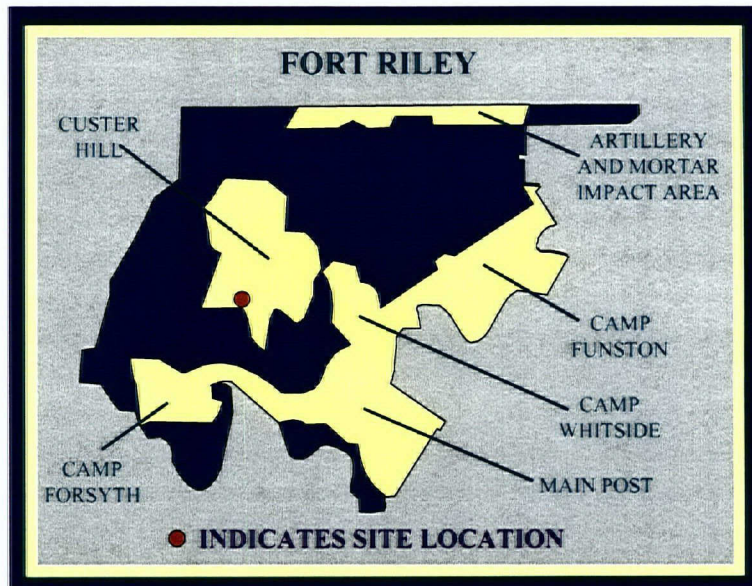 FORT RILEY
CUSTER
HILL
ARTILLERY
AND MORTAR
IMPACT AREA
CAMP
FUNSTON
CAMP
WHITSIDE
MAIN POST
CAMP
FORSYTH
INDICATES SITE LOCATION